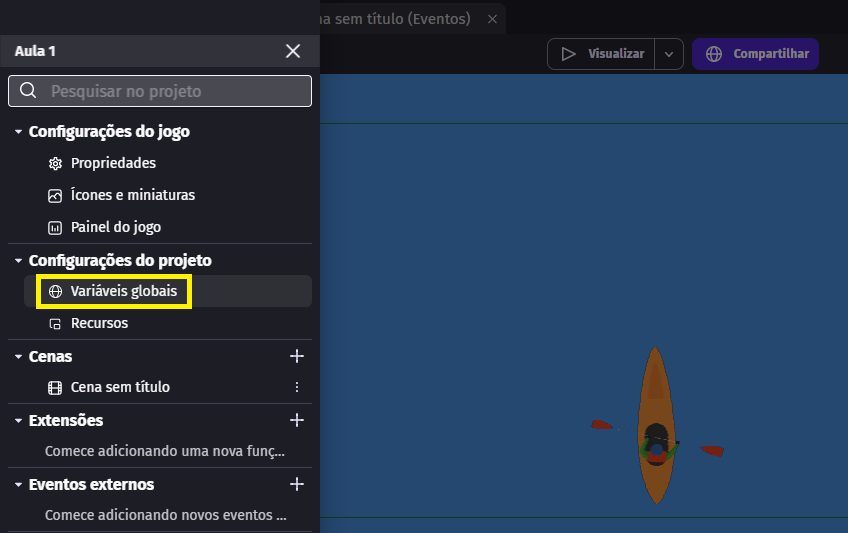 na sem título (Eventos)
Aula 1
Visualizar
Compartilhar
Pesquisar no projeto
Configurações do jogo
Propriedades
Ícones e miniaturas
Painel do jogo
Configurações do projeto
Variáveis globais
Recursos
Cenas
Cena sem título
Extensões
Comece adicionando uma nova funç...
Eventos externos
Comece adicionando novos eventos ...